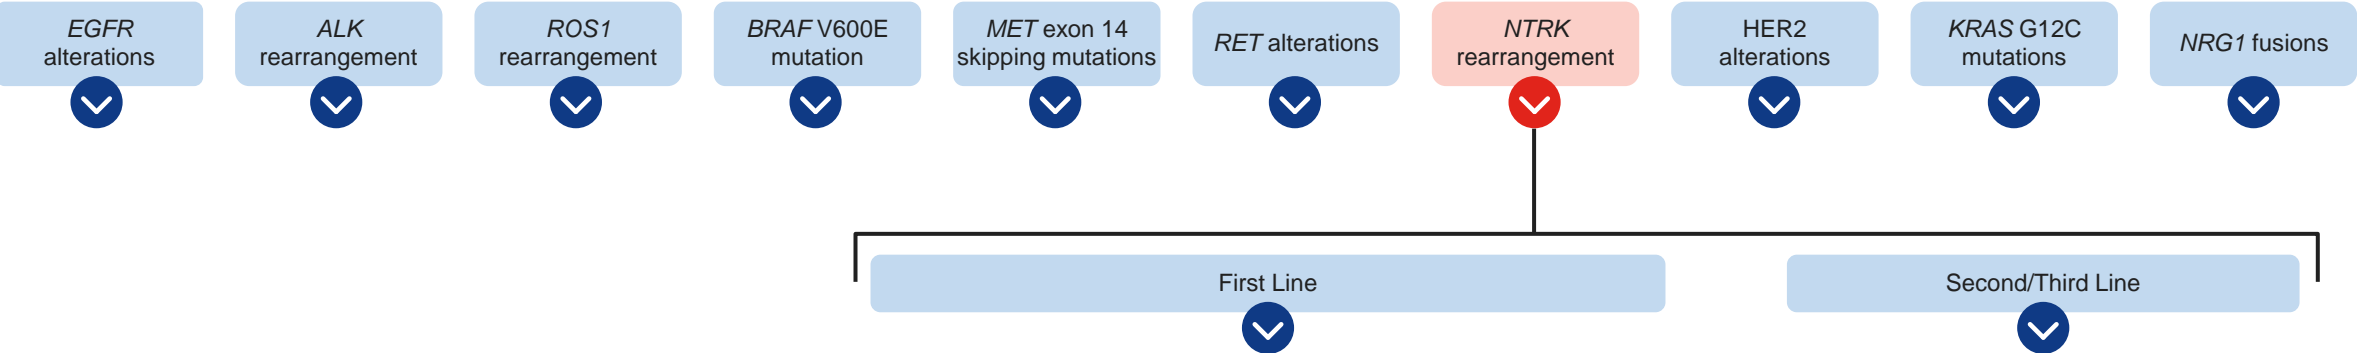 EGFR
alterations
ALK
rearrangement
ROS1
rearrangement
BRAF V600E
mutation
MET exon 14
skipping mutations
RET alterations
NTRK
rearrangement
HER2
alterations
KRAS G12C
mutations
NRG1 fusions
First Line
Second/Third Line